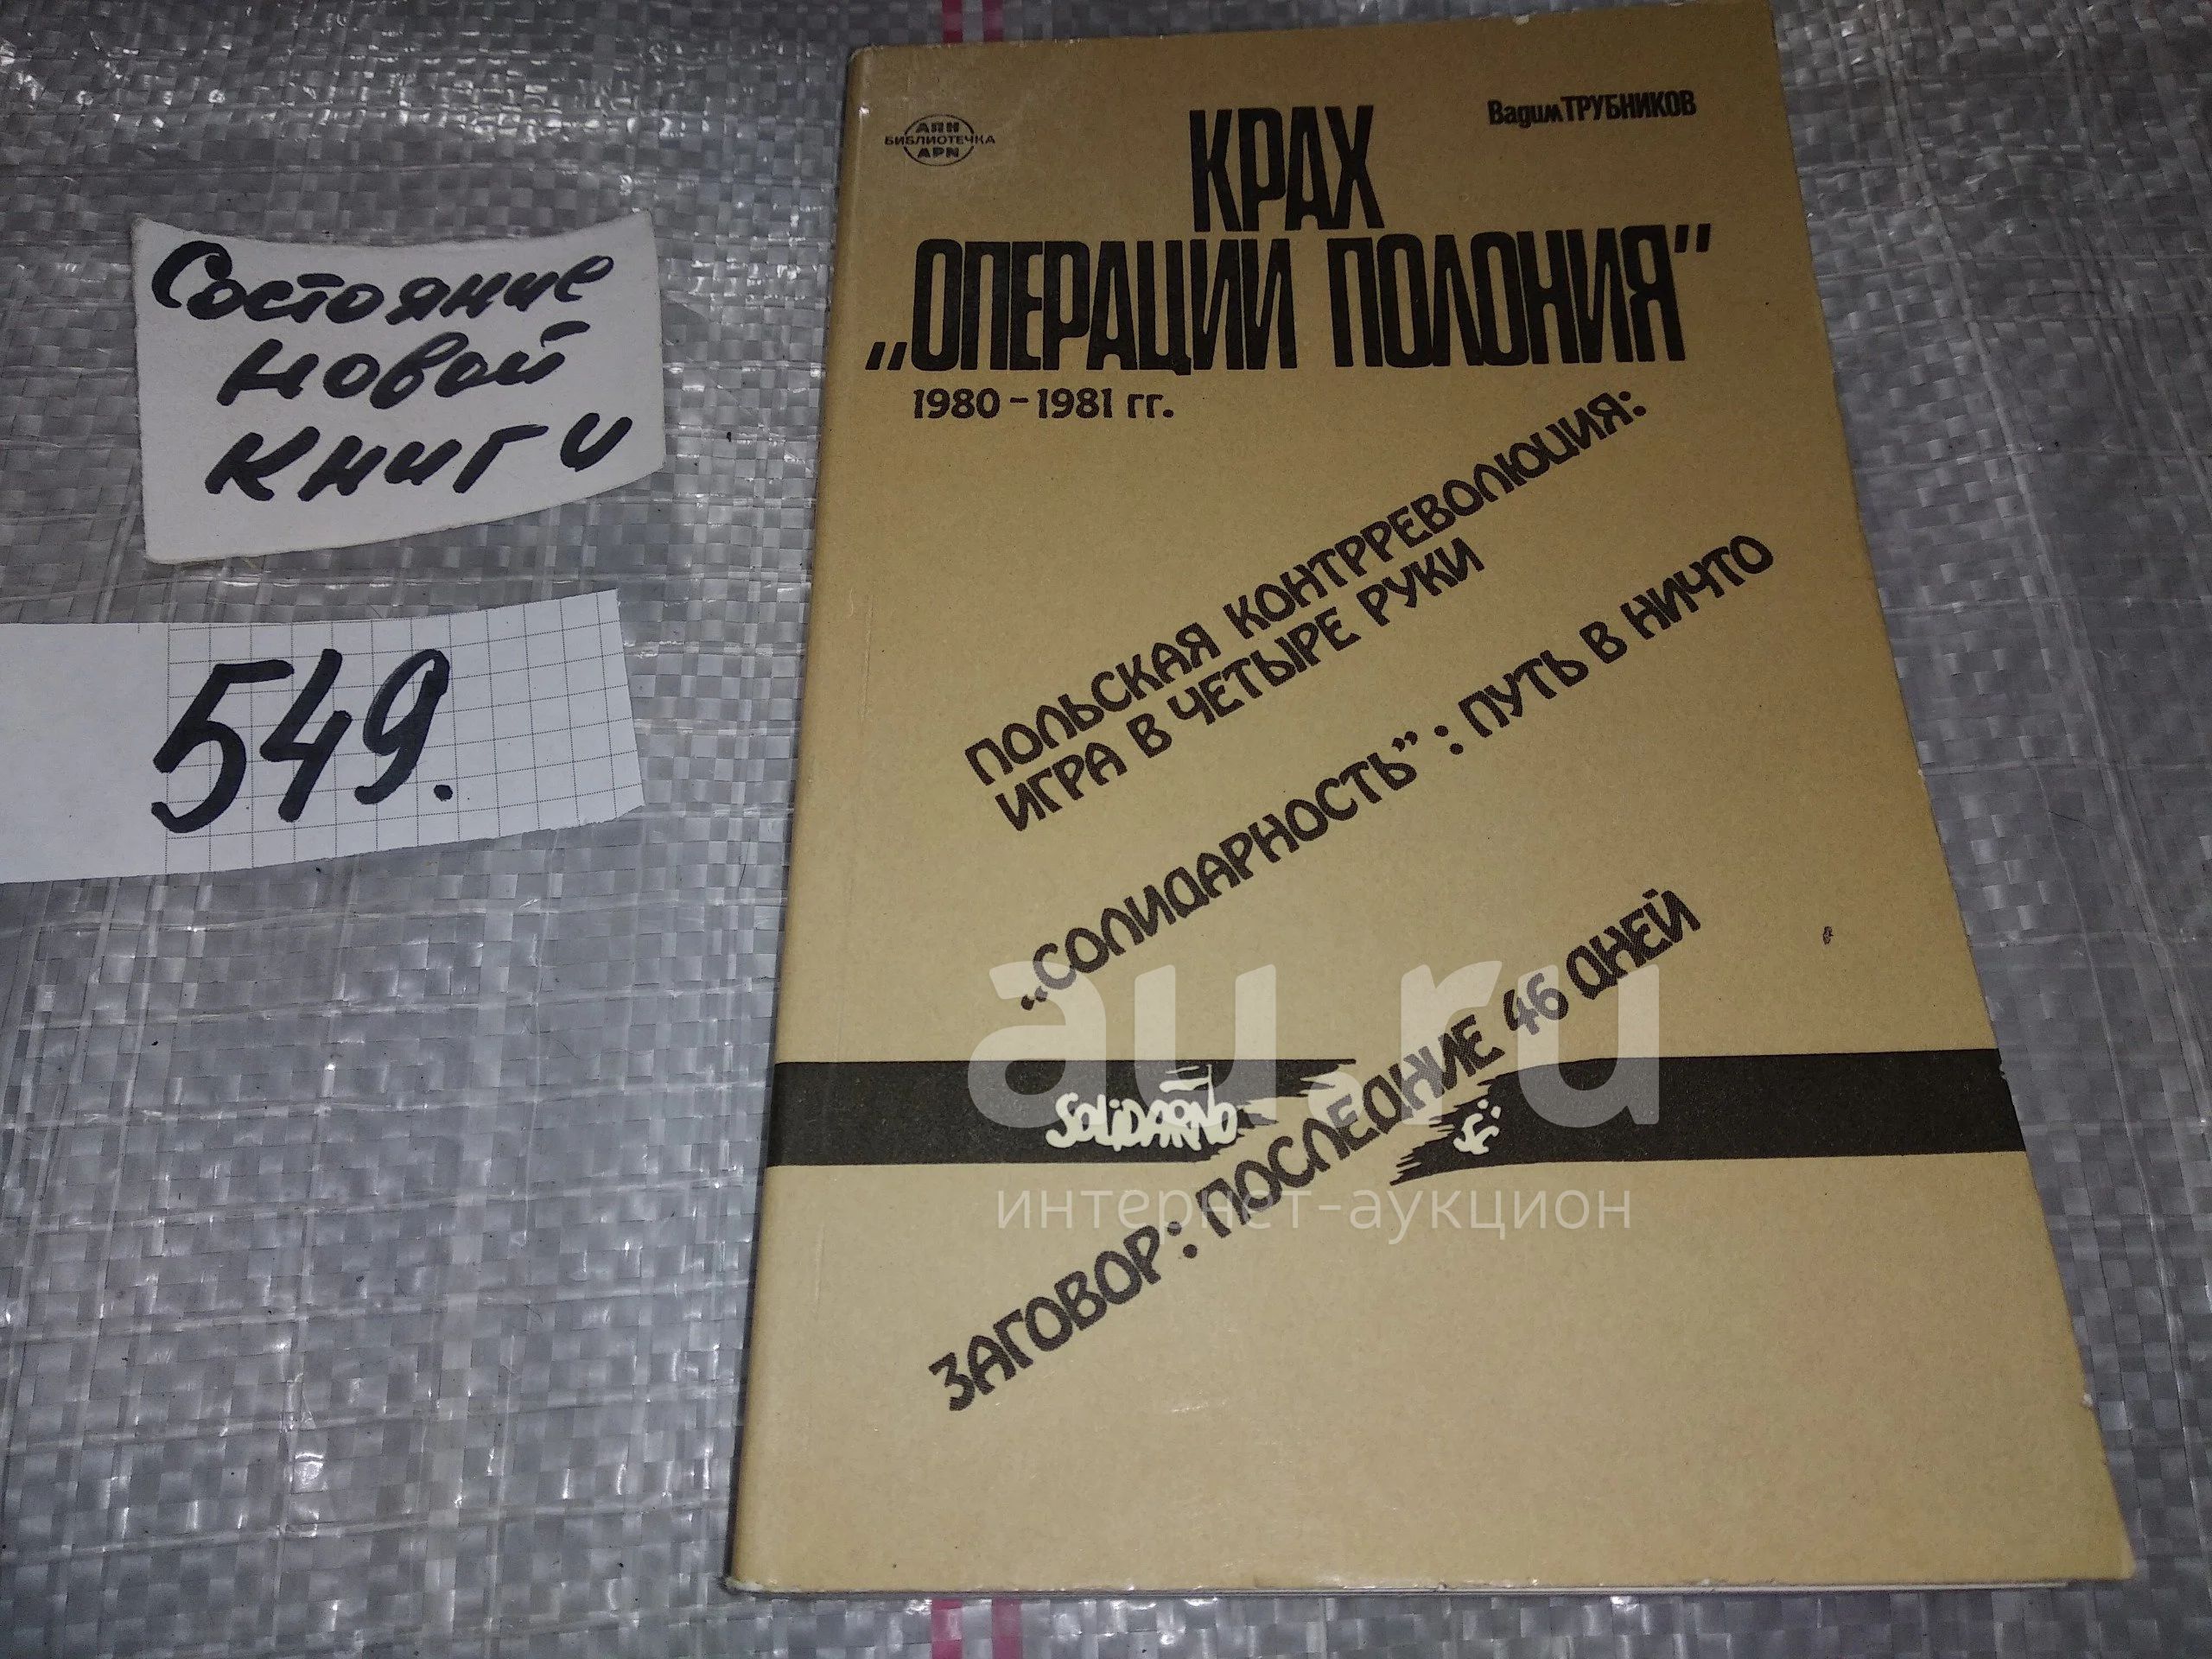 Состояние
новой
книги
549.
АПН
БИБЛИОТЕЧКА
APN
Вадим ТРУБНИКОВ
КРАХ
„ОПЕРАЦИИ ПОЛОНИЯ”
1980 - 1981 гг.
ПОЛЬСКАЯ КОНТРРЕВОЛЮЦИЯ:
ИГРА В ЧЕТЫРЕ РУКИ
„СОЛИДАРНОСТЬ” : ПУТЬ В НИЧТО
ЗАГОВОР: ПОСЛЕДНИЕ 46 ДНЕЙ
SOLIDARNO
au.ru
интернет-аукцион